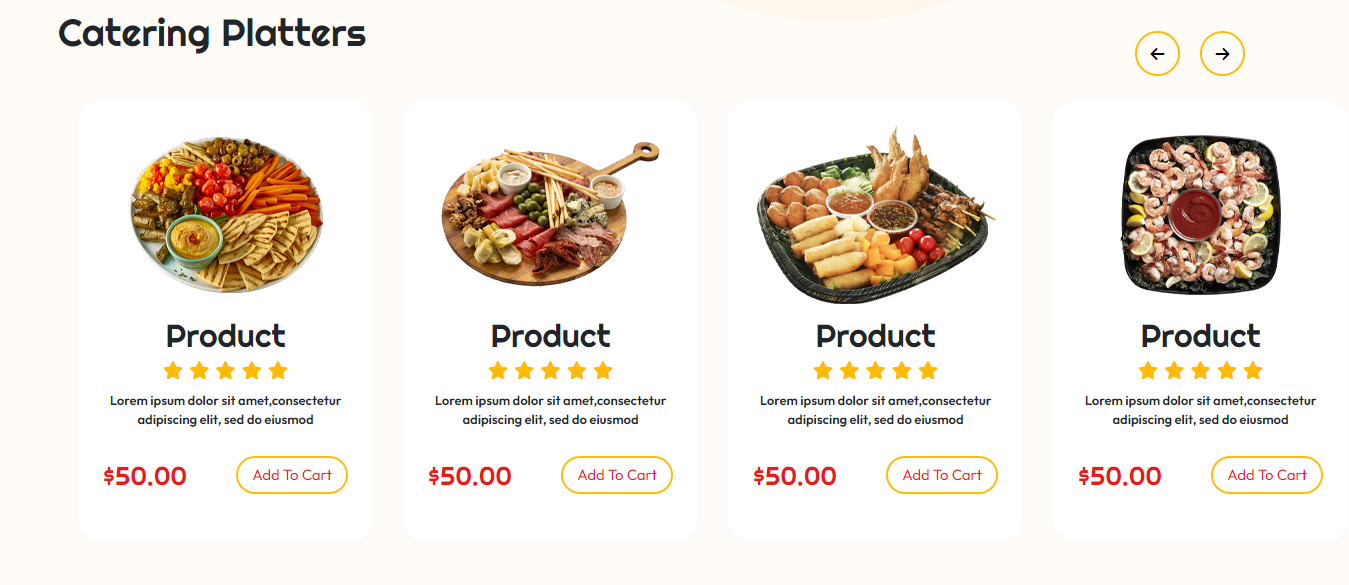 Catering Platters
Product
Lorem ipsum dolor sit amet,consectetur
adipiscing elit, sed do eiusmod
$50.00
Add To Cart
Product
Lorem ipsum dolor sit amet,consectetur
adipiscing elit, sed do eiusmod
$50.00
Add To Cart
Product
Lorem ipsum dolor sit amet,consectetur
adipiscing elit, sed do eiusmod
$50.00
Add To Cart
Product
Lorem ipsum dolor sit amet,consectetur
adipiscing elit, sed do eiusmod
$50.00
Add To Cart